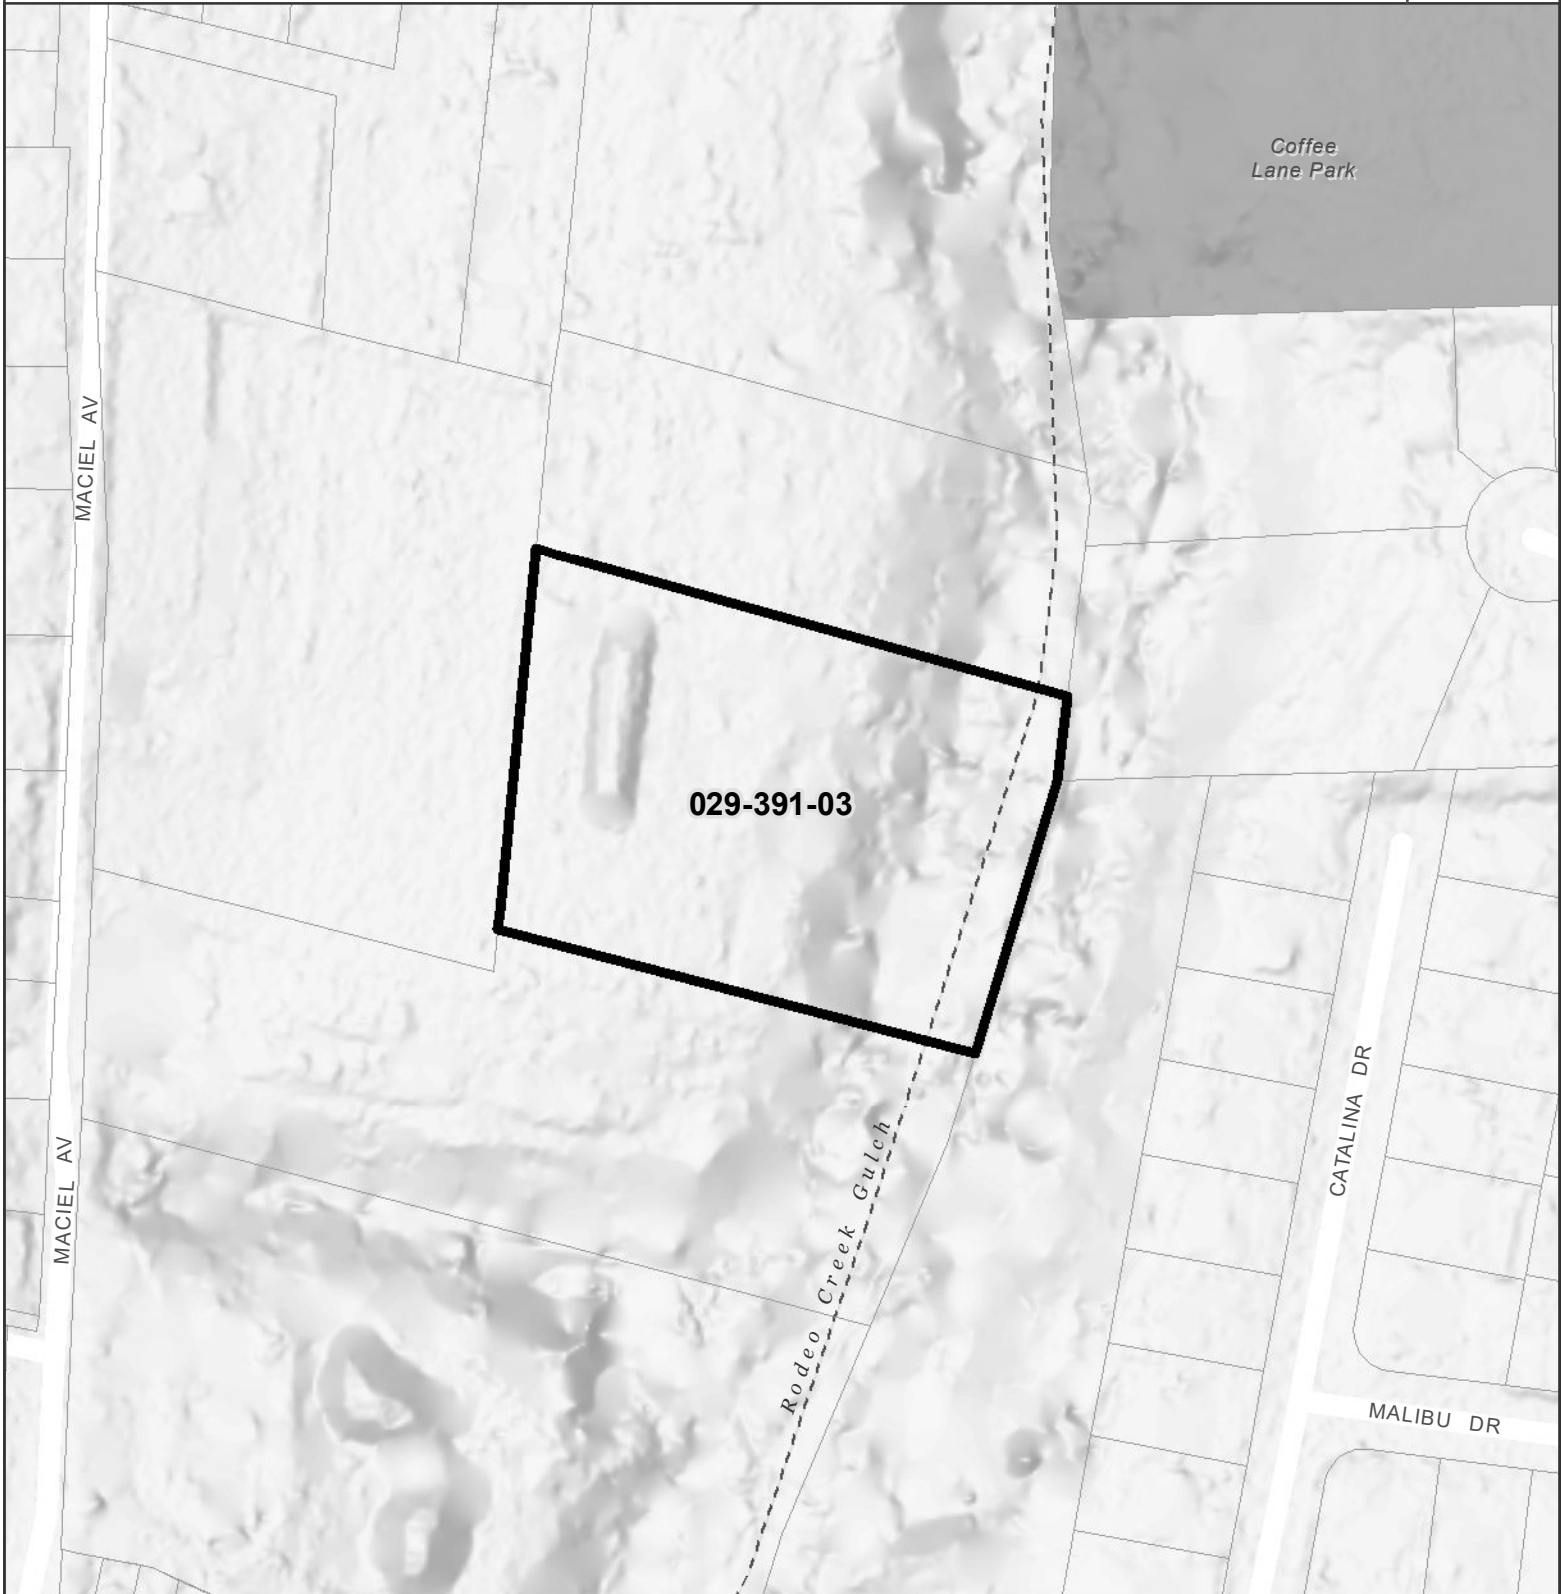 Coffee
Lane Park
MACIEL AV
029-391-03
CATALINA DR
MACIEL AV
Rodeo Creek Gulch
MALIBU DR